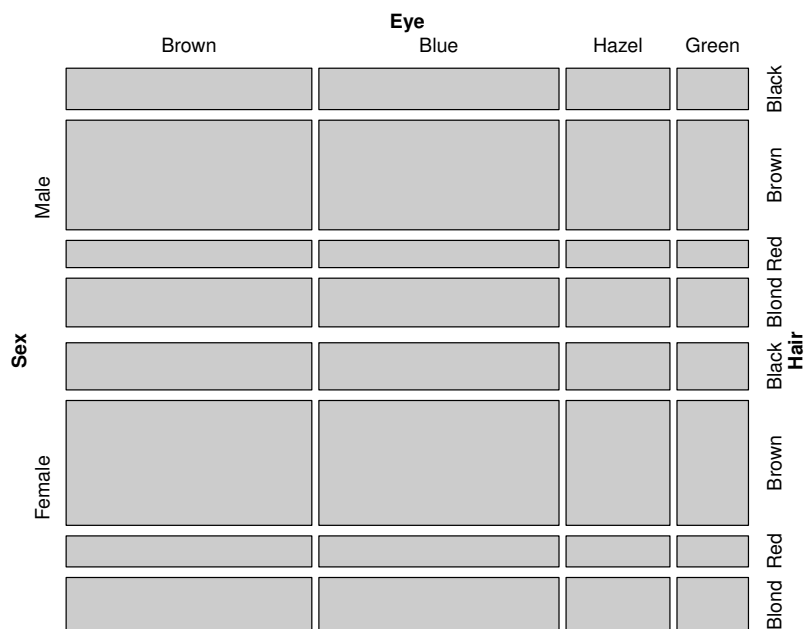 Eye
Brown Blue Hazel Green
Sex
Male
Female
Black
Brown
Red
Blond
Black
Brown
Red
Blond
Hair